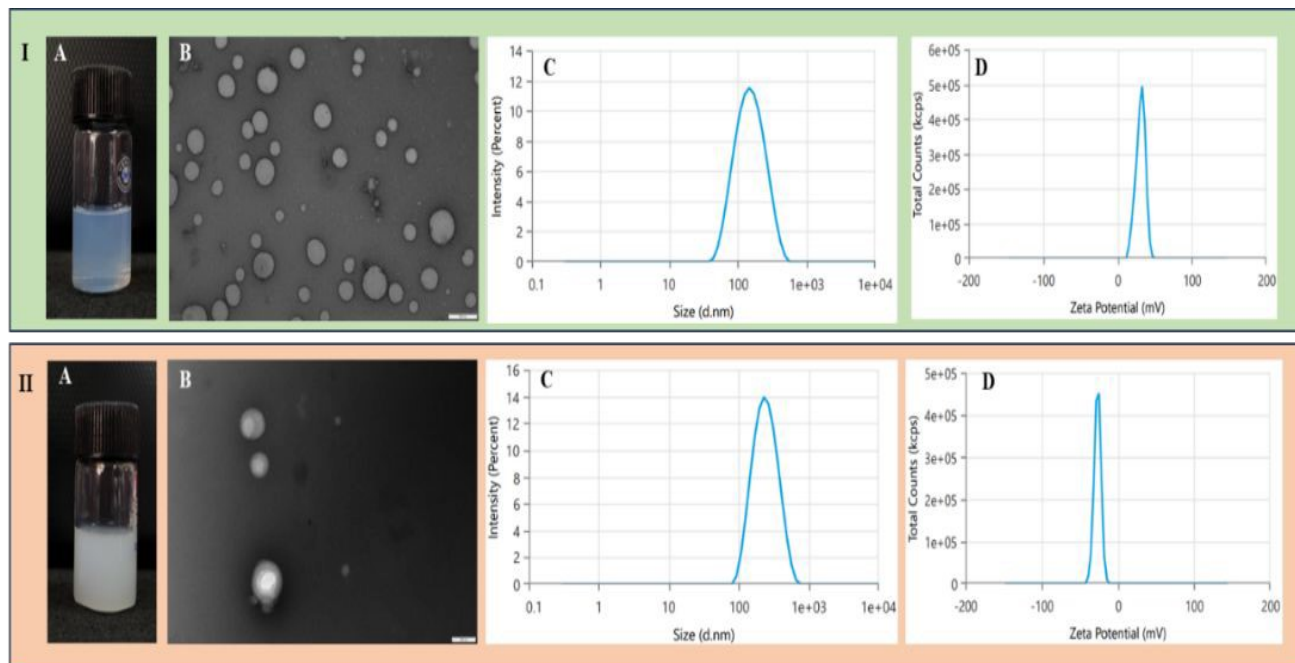 I
A
B
C
Intensity (Percent)
14
12
10
8
6
4
2
0
0.1
1
10
100
1e+03
1e+04
Size (d.nm)
D
Total Counts (kcps)
6e+05
5e+05
4e+05
3e+05
2e+05
1e+05
0
-200
-100
0
100
200
Zeta Potential (mV)
II
A
B
C
Intensity (Percent)
16
14
12
10
8
6
4
2
0
0.1
1
10
100
1e+03
1e+04
Size (d.nm)
D
Total Counts (kcps)
5e+05
4e+05
3e+05
2e+05
1e+05
0
-200
-100
0
100
200
Zeta Potential (mV)